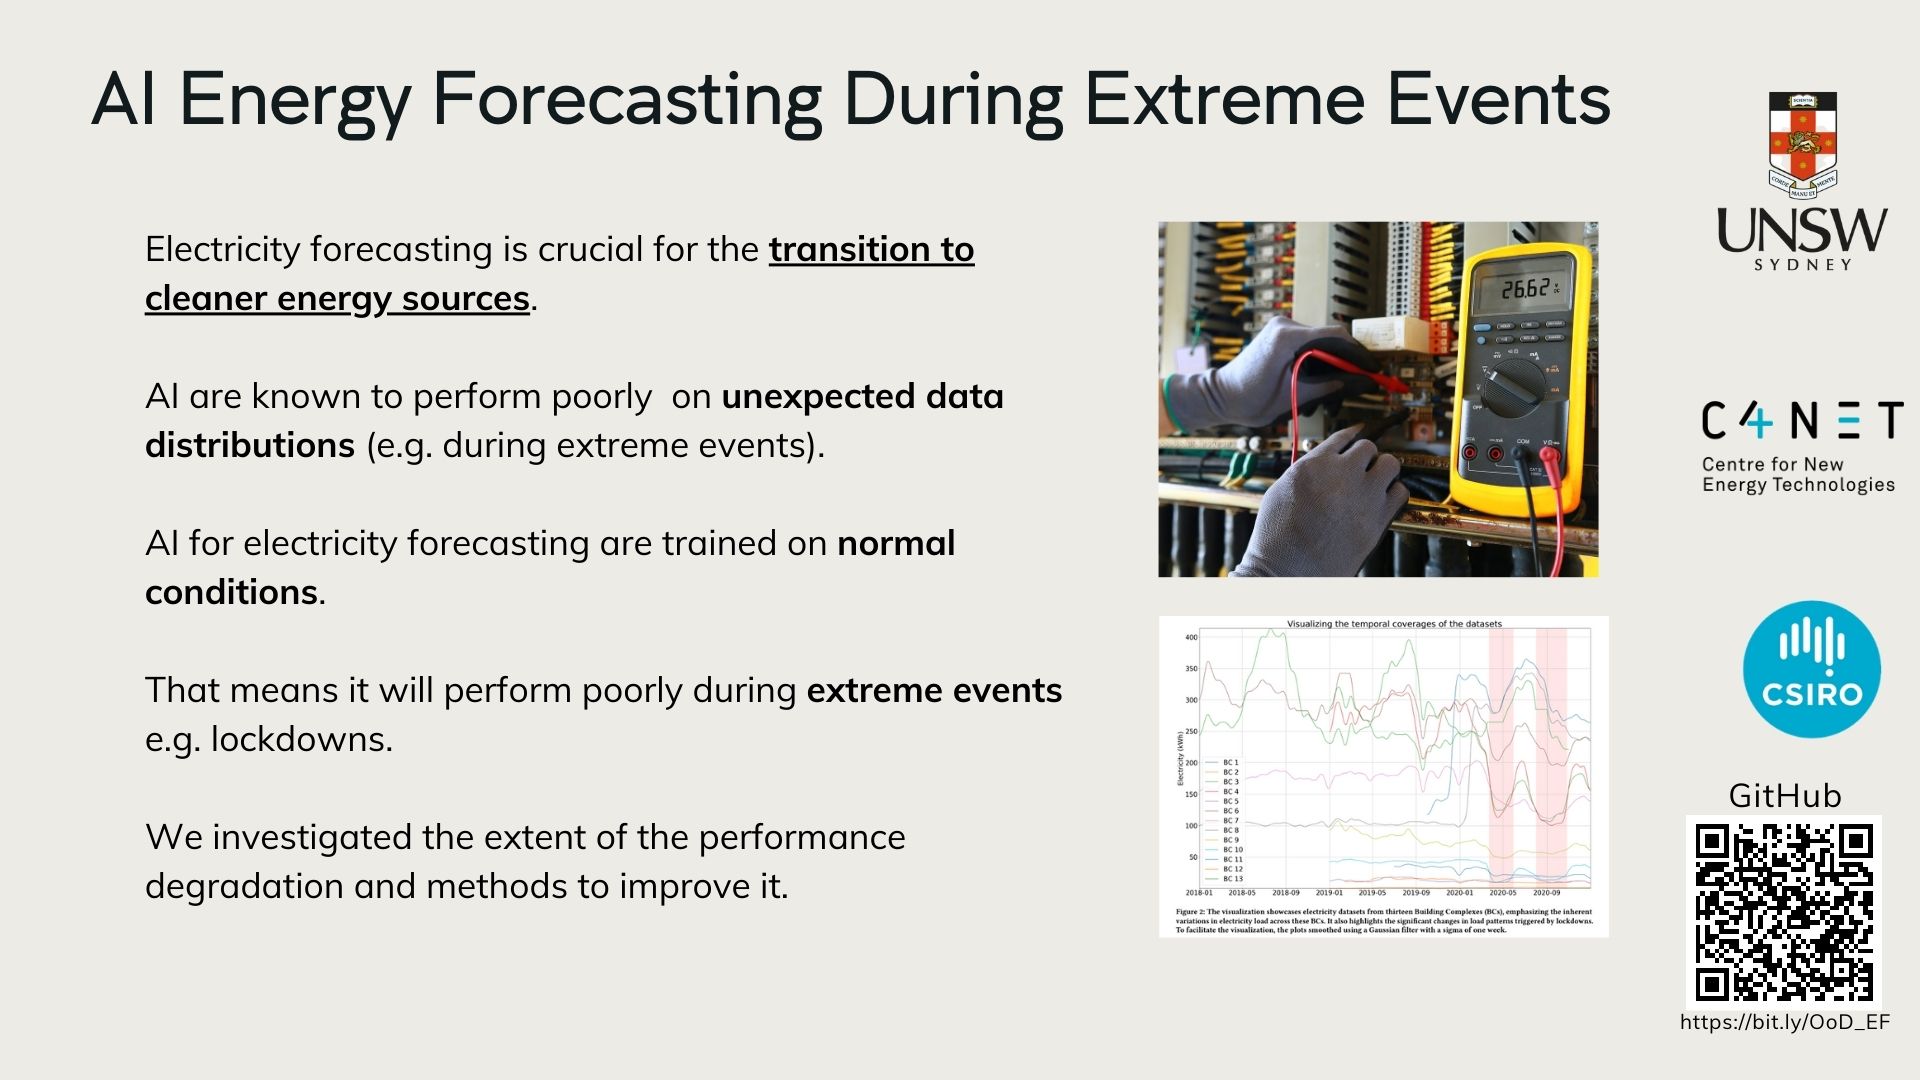 AI Energy Forecasting During Extreme Events
Electricity forecasting is crucial for the transition to
cleaner energy sources.
AI are known to perform poorly  on unexpected data
distributions (e.g. during extreme events).
AI for electricity forecasting are trained on normal
conditions.
That means it will perform poorly during extreme events
e.g. lockdowns.
We investigated the extent of the performance
degradation and methods to improve it.
26.62
OFF
COM
Visualizing the temporal coverages of the datasets
Electricity (kWh)
400
350
300
250
200
150
100
50
BC 1
BC 2
BC 3
BC 4
BC 5
BC 6
BC 7
BC 8
BC 9
BC 10
BC 11
BC 12
BC 13
2018-01 2018-05 2018-09 2019-01 2019-05 2019-09 2020-01 2020-05 2020-09
Figure 2: The visualization showcases electricity datasets from thirteen Building Complexes (BCs), emphasizing the inherent
variations in electricity load across these BCs. It also highlights the significant changes in load patterns triggered by lockdowns.
To facilitate the visualization, the plots smoothed using a Gaussian filter with a sigma of one week.
SCIENTIA
CORDE MANU ET MENTE
UNSW
SYDNEY
C4NET
Centre for New
Energy Technologies
CSIRO
GitHub
https://bit.ly/OoD_EF